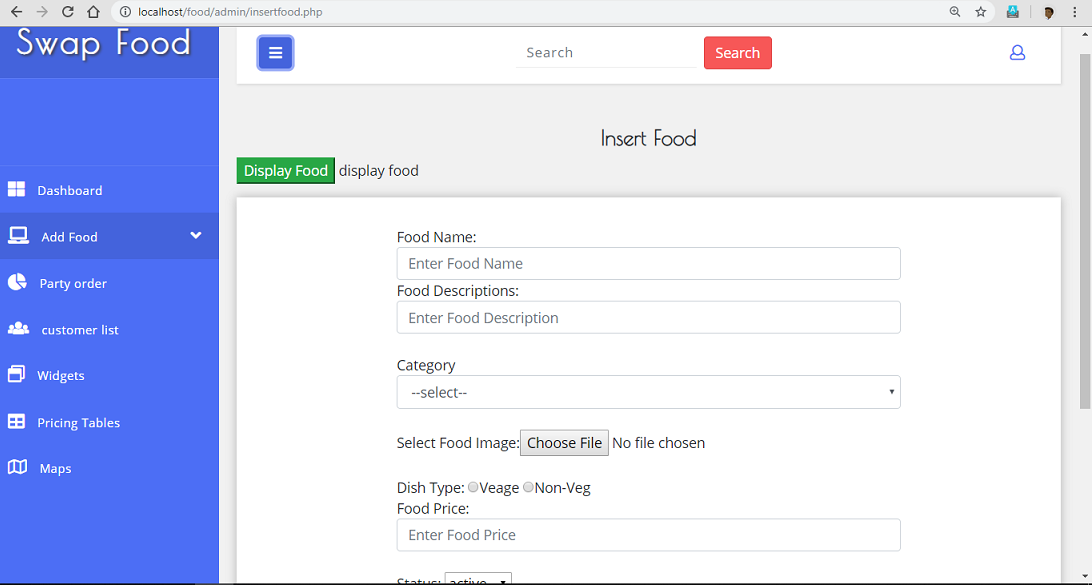 localhost/food/admin/insertfood.php
Swap Food
Search
Search
Insert Food
Display Food display food
Dashboard
Add Food
Party order
customer list
Widgets
Pricing Tables
Maps
Food Name:
Enter Food Name
Food Descriptions:
Enter Food Description
Category
--select--
Select Food Image: Choose File No file chosen
Dish Type: Veage Non-Veg
Food Price:
Enter Food Price
Status: active